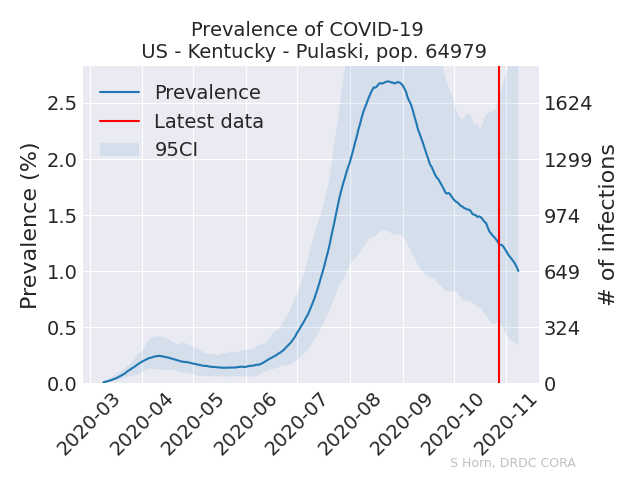 Prevalence of COVID-19
US - Kentucky - Pulaski, pop. 64979
Prevalence
Latest data
95CI
Prevalence (%)
2.5
2.0
1.5
1.0
0.5
0.0
1624
1299
974
649
324
0
# of infections
2020-03
2020-04
2020-05
2020-06
2020-07
2020-08
2020-09
2020-10
2020-11
S Horn, DRDC CORA